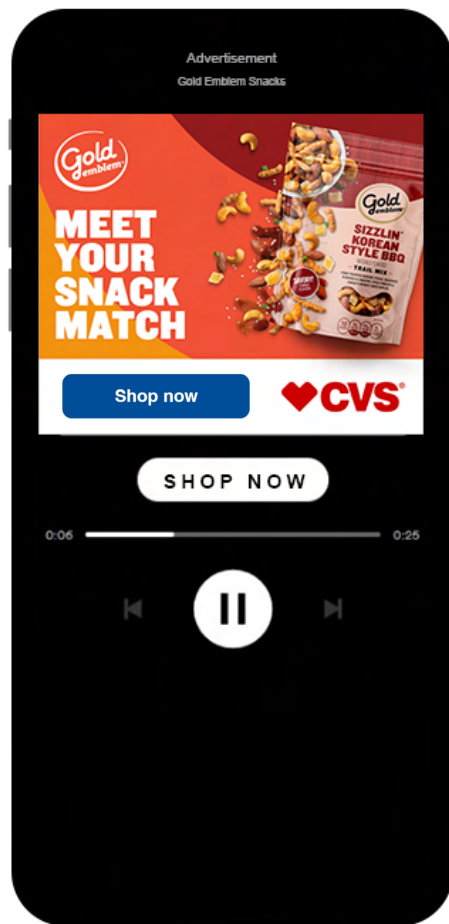 Advertisement
Gold Emblem Snacks
Gold
emblem
MEET
YOUR
SNACK
MATCH
Gold
emblem
SIZZLIN'
KOREAN
STYLE BBQ
TRAIL MIX
Shop now
CVS
SHOP NOW
0:06
0:25